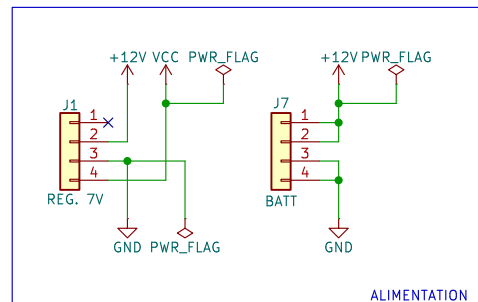 +12V VCC PWR_FLAG
+12V PWR_FLAG
J1
1
2
3
4
REG. 7V
GND PWR_FLAG
J7
1
2
3
4
BATT
GND
ALIMENTATION